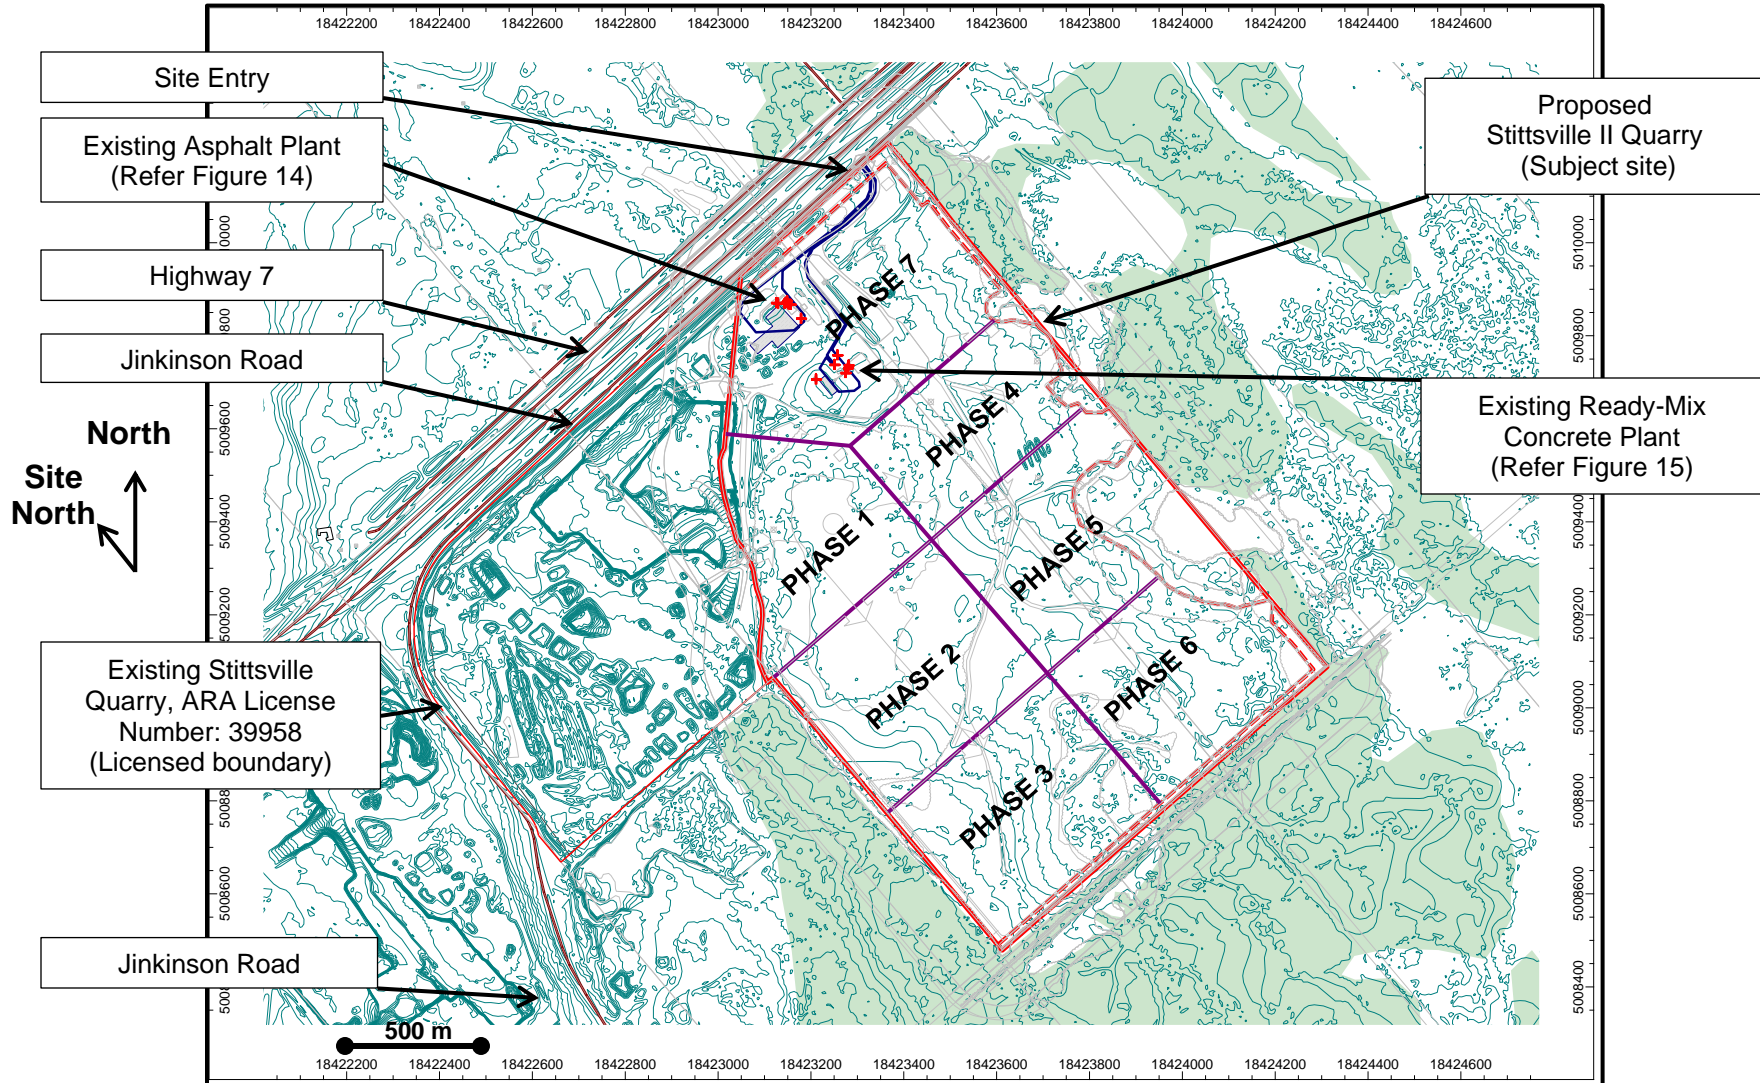 18422200 18422400 18422600 18422800 18423000 18423200 18423400 18423600 18423800 18424000 18424200 18424400 18424600
Site Entry
Existing Asphalt Plant
(Refer Figure 14)
Highway 7
Jinkinson Road
North
Site
North
Existing Stittsville
Quarry, ARA License
Number: 39958
(Licensed boundary)
Jinkinson Road
500 m
Proposed
Stittsville II Quarry
(Subject site)
Existing Ready-Mix
Concrete Plant
(Refer Figure 15)
PHASE 7
PHASE 4
PHASE 1
PHASE 5
PHASE 2
PHASE 6
PHASE 3
5009600
5009400
5009200
5008600
5010000
5009800
5009400
5009200
5009000
5008800
5008600
5008400
18422200 18422400 18422600 18422800 18423000 18423200 18423400 18423600 18423800 18424000 18424200 18424400 18424600